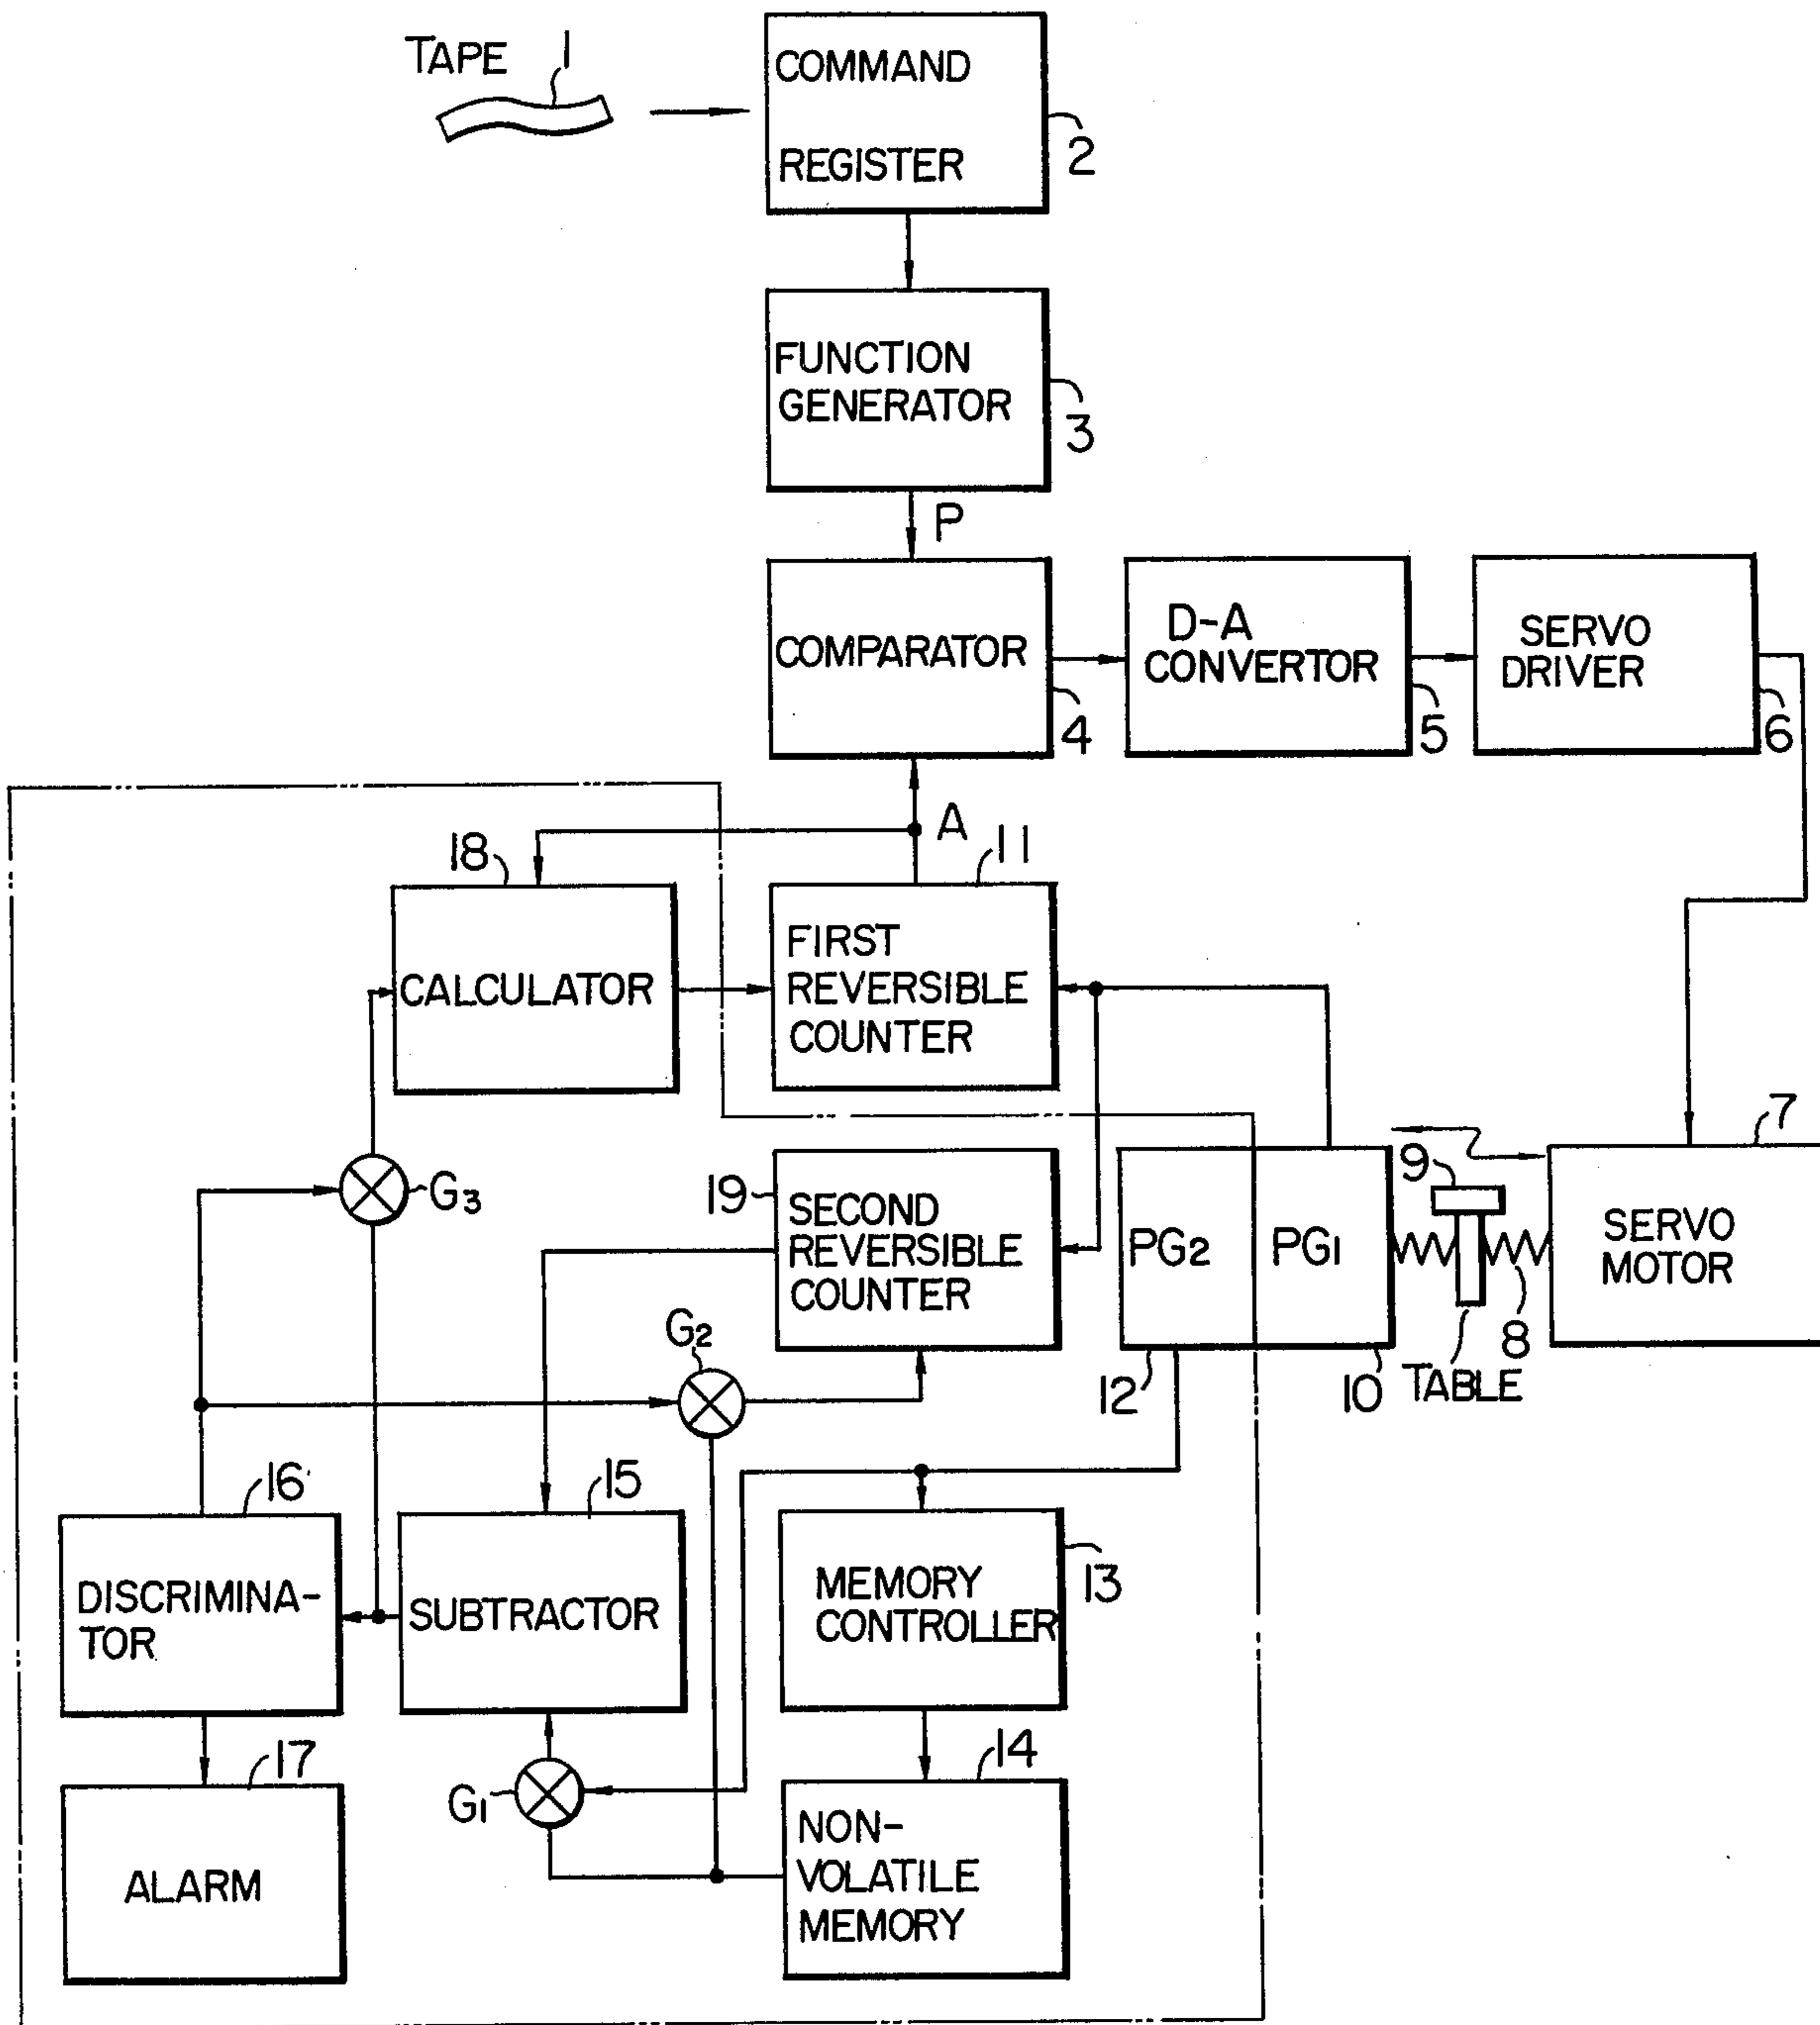 TAPE
1
COMMAND
REGISTER
2
FUNCTION
GENERATOR
3
P
COMPARATOR
4
D-A
CONVERTOR
5
SERVO
DRIVER
6
A
18
11
CALCULATOR
FIRST
REVERSIBLE
COUNTER
7
9
G3
19
SECOND
REVERSIBLE
COUNTER
PG2
PG1
SERVO
MOTOR
8
G2
12
10
TABLE
16
15
DISCRIMINA-
TOR
SUBTRACTOR
MEMORY
CONTROLLER
13
17
14
G1
ALARM
NON-
VOLATILE
MEMORY